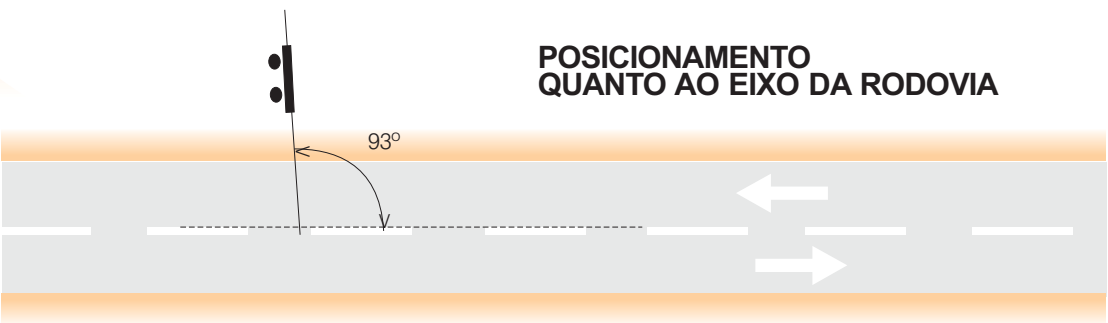 POSICIONAMENTO
QUANTO AO EIXO DA RODOVIA
93º